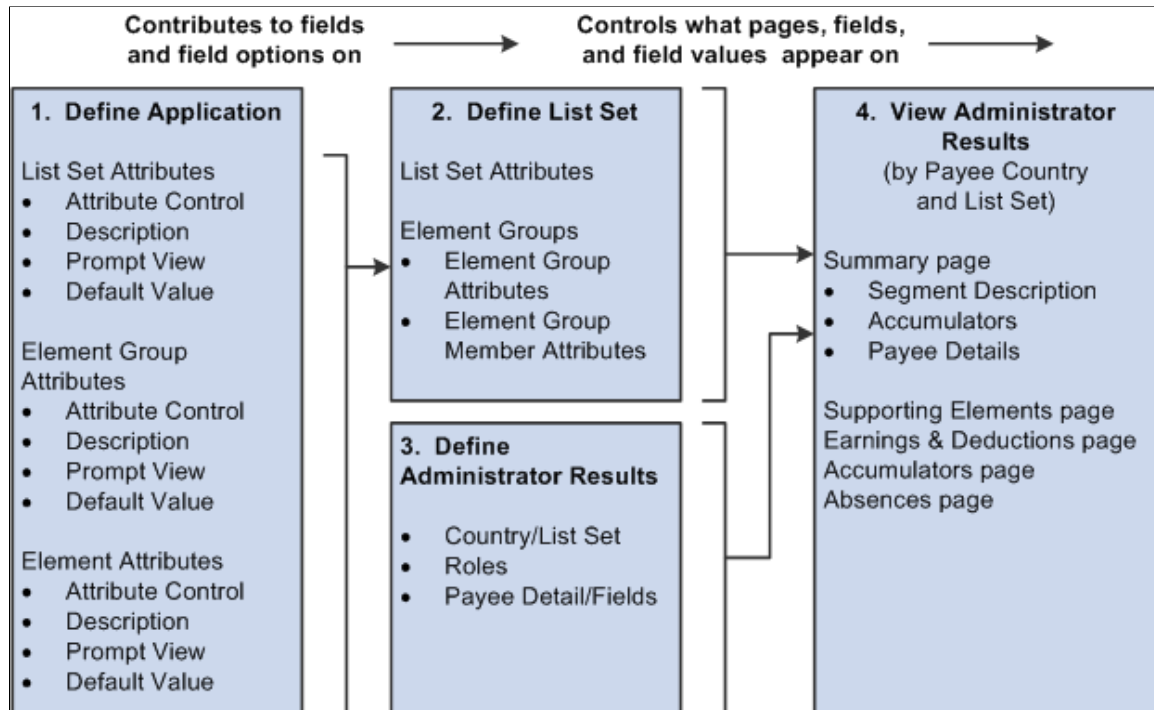 Contributes to fields
and field options on
Controls what pages, fields,
and field values appear on
1. Define Application
List Set Attributes
• Attribute Control
• Description
• Prompt View
• Default Value
Element Group
Attributes
• Attribute Control
• Description
• Prompt View
• Default Value
Element Attributes
• Attribute Control
• Description
• Prompt View
• Default Value
2. Define List Set
List Set Attributes
Element Groups
• Element Group
Attributes
• Element Group
Member Attributes
3. Define
Administrator Results
• Country/List Set
• Roles
• Payee Detail/Fields
4. View Administrator
Results
(by Payee Country
and List Set)
Summary page
• Segment Description
• Accumulators
• Payee Details
Supporting Elements page
Earnings & Deductions page
Accumulators page
Absences page